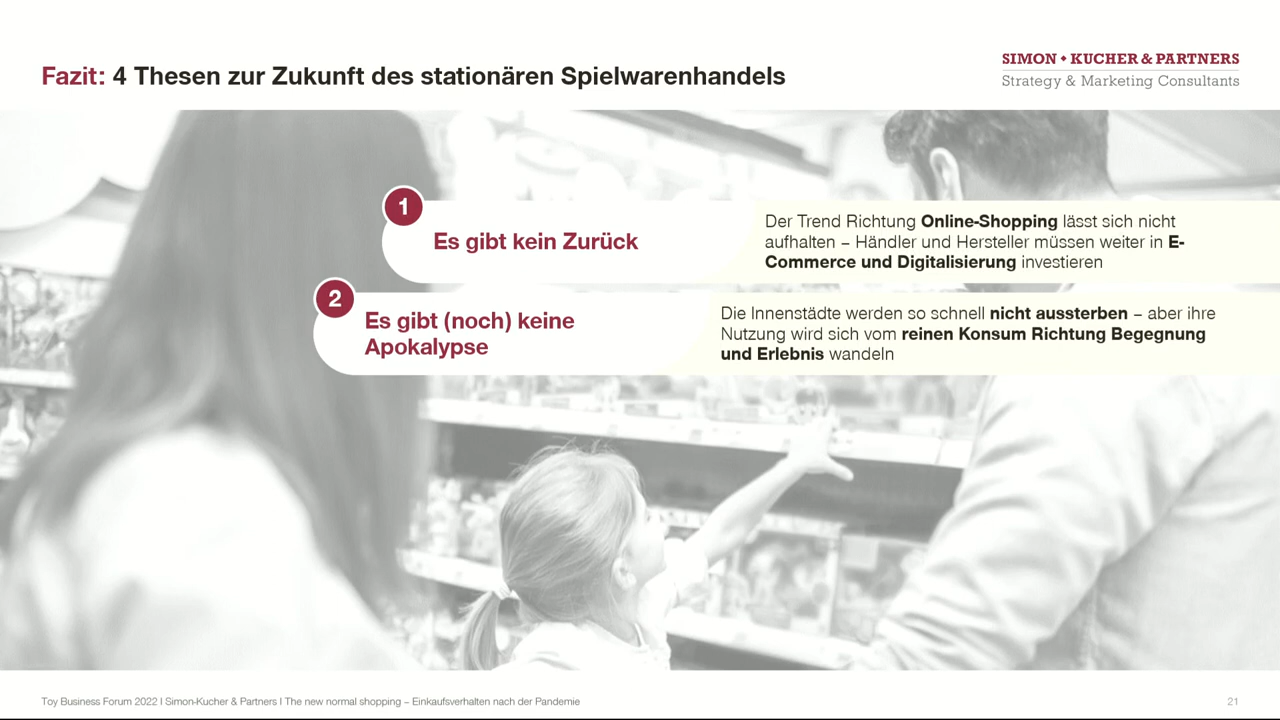 Fazit: 4 Thesen zur Zukunft des stationären Spielwarenhandels
SIMON • KUCHER & PARTNERS
Strategy & Marketing Consultants
1
Es gibt kein Zurück
Der Trend Richtung Online-Shopping lässt sich nicht
aufhalten – Händler und Hersteller müssen weiter in E-
Commerce und Digitalisierung investieren
2
Es gibt (noch) keine
Apokalypse
Die Innenstädte werden so schnell nicht aussterben – aber ihre
Nutzung wird sich vom reinen Konsum Richtung Begegnung
und Erlebnis wandeln
Toy Business Forum 2022 I Simon-Kucher & Partners I The new normal shopping – Einkaufsverhalten nach der Pandemie
21